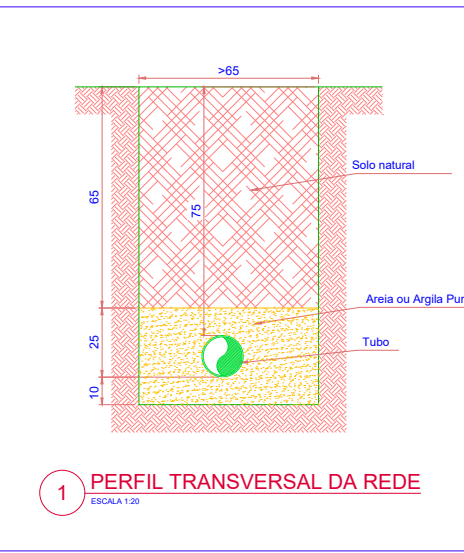 >65
65
75
Solo natural
Areia ou Argila Pur
25
Tubo
10
1
PERFIL TRANSVERSAL DA REDE
ESCALA 1:20